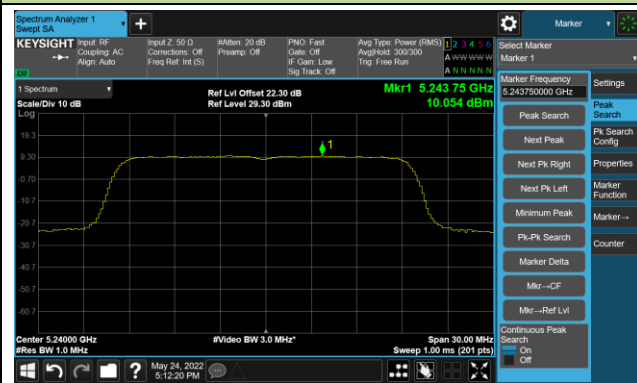 Spectrum Analyzer 1
Swept SA
+
Marker
KEYSIGHT
Input: RF
Coupling: AC
Align: Auto
Input Z: 50 Ω
Corrections: Off
Freq Ref: Int (S)
#Atten: 20 dB
Preamp: Off
PNO: Fast
Gate: Off
IF Gain: Low
Sig Track: Off
Avg Type: Power (RMS)
Avg|Hold: 300/300
Trig: Free Run
1 2 3 4 5 6
A W W W W W
A N N N N N
Select Marker
Marker 1
1 Spectrum
Scale/Div 10 dB
Log
Ref Lvl Offset 22.30 dB
Ref Level 29.30 dBm
Mkr1 5.243 75 GHz
10.054 dBm
1
19.3
9.30
-0.70
-10.7
-20.7
-30.7
-40.7
-50.7
-60.7
Center 5.24000 GHz
#Res BW 1.0 MHz
#Video BW 3.0 MHz*
Span 30.00 MHz
Sweep 1.00 ms (201 pts)
Marker Frequency
5.243750000 GHz
Peak Search
Next Peak
Next Pk Right
Next Pk Left
Minimum Peak
Pk-Pk Search
Marker Delta
Mkr→CF
Mkr→Ref Lvl
Continuous Peak
Search
On
Off
Settings
Peak
Search
Pk Search
Config
Properties
Marker
Function
Marker→
Counter
?
May 24, 2022
5:12:20 PM